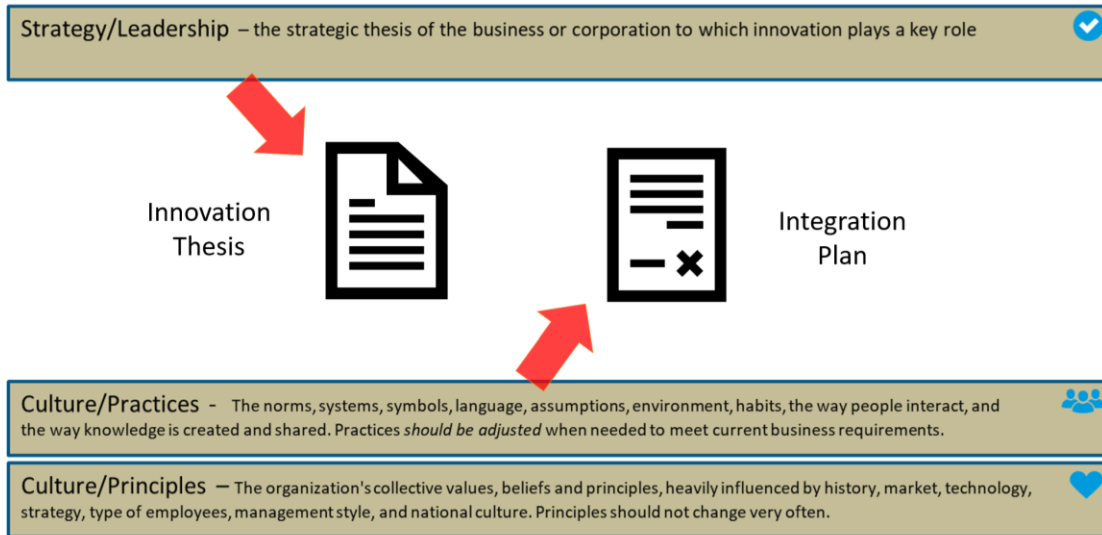 Strategy/Leadership – the strategic thesis of the business or corporation to which innovation plays a key role
Innovation
Thesis
Integration
Plan
Culture/Practices - The norms, systems, symbols, language, assumptions, environment, habits, the way people interact, and
the way knowledge is created and shared. Practices should be adjusted when needed to meet current business requirements.
Culture/Principles – The organization's collective values, beliefs and principles, heavily influenced by history, market, technology,
strategy, type of employees, management style, and national culture. Principles should not change very often.